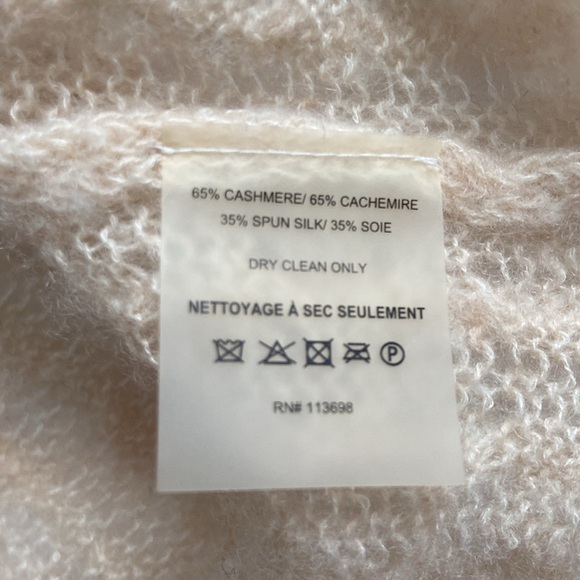 65% CASHMERE/ 65% CACHEMIRE
35% SPUN SILK/ 35% SOIE
DRY CLEAN ONLY
NETTOYAGE À SEC SEULEMENT
P
RN# 113698